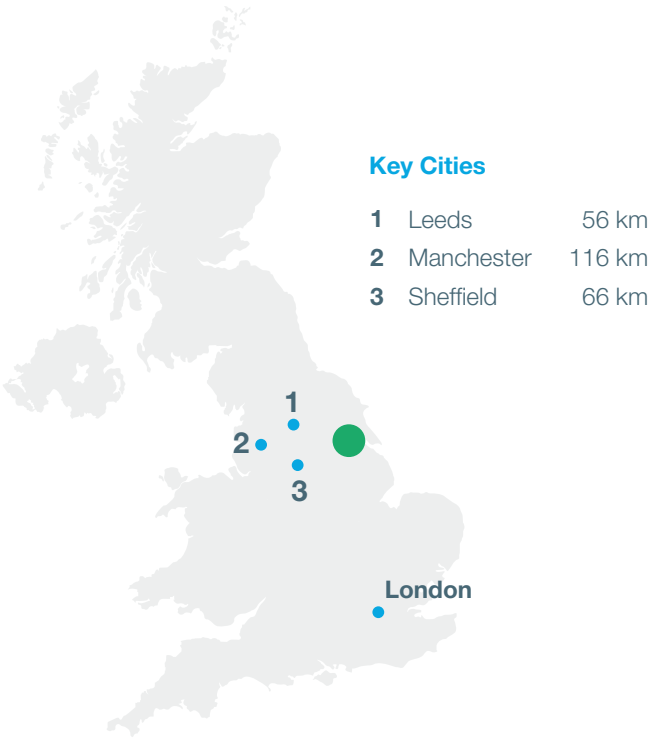 Key Cities
1 Leeds 56 km
2 Manchester 116 km
3 Sheffield 66 km
1
2
3
London